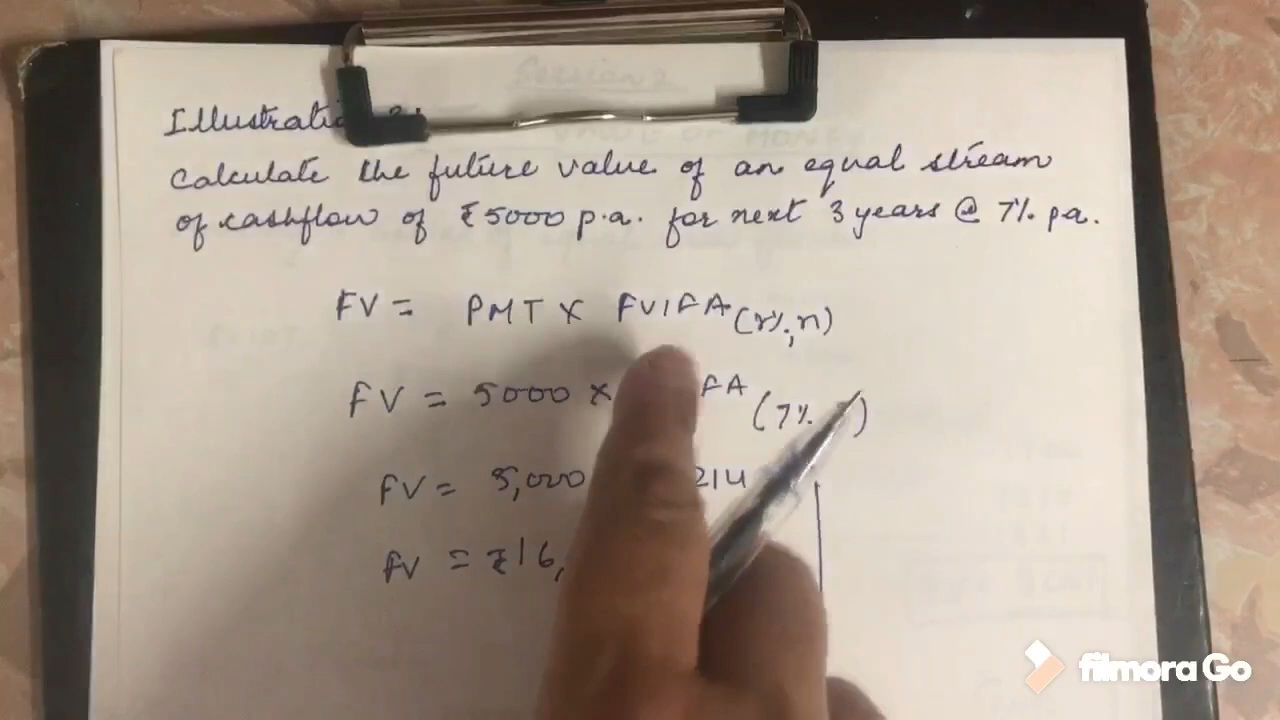 Illustration
calculate the future value of an equal stream
of cashflow of ₹5000 p.a. for next 3 years @ 7% pa.
FV = PMT x FVIFA (r%, n)
FV = 5000 x FA (7% )
FV = 5,000 214
FV = ₹16,
filmora Go